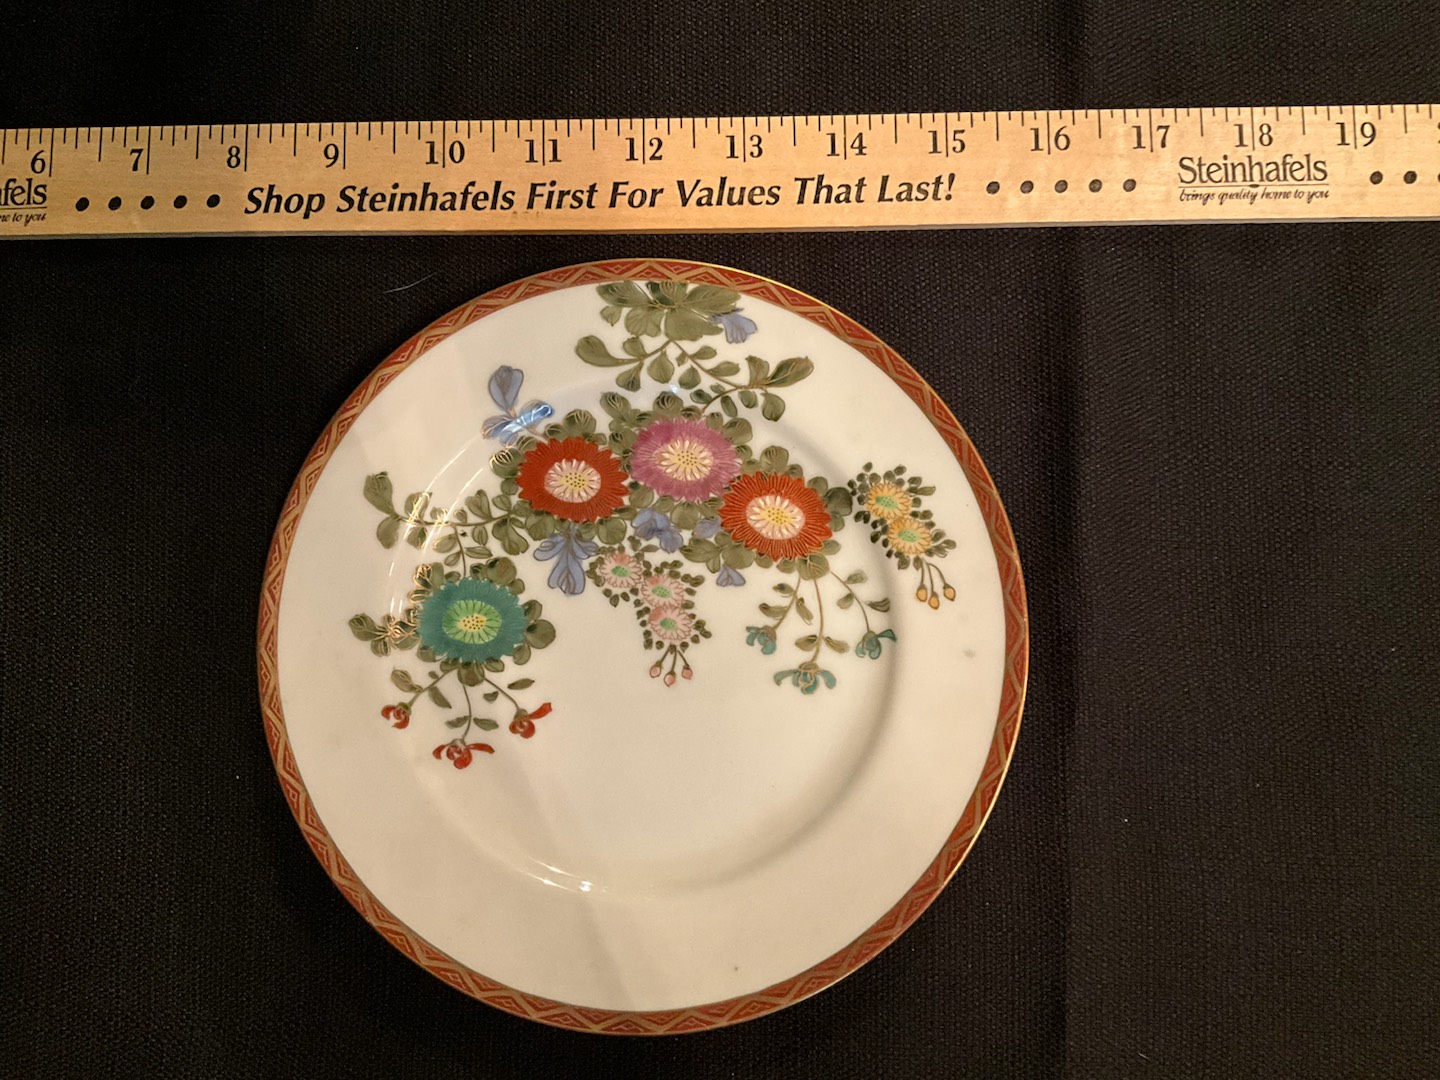 6 7 8 9 10 11 12 13 14 15 16 17 18 19
Shop Steinhafels First For Values That Last!
Steinhafels
brings quality home to you